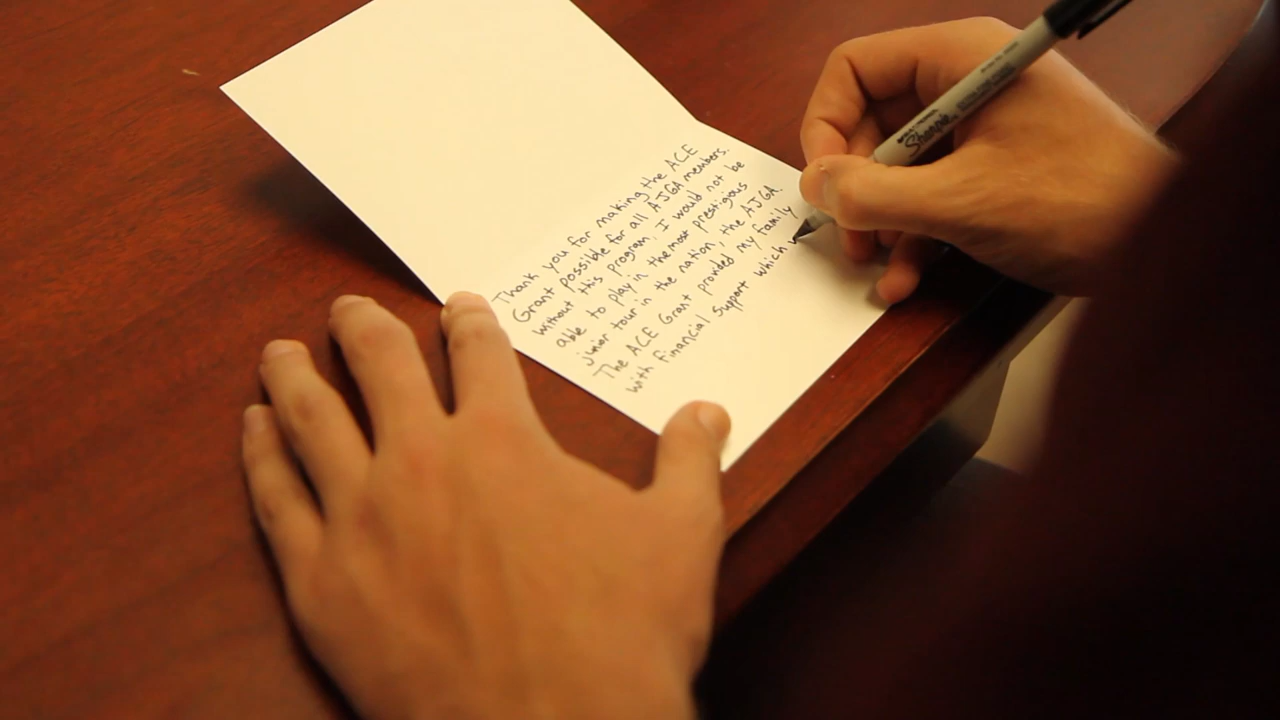 Thank you for making the ACE
Grant possible for all AJGA members.
Without this program, I would not be
able to play in the most prestigious
junior tour in the nation, the AJGA.
The ACE Grant provided my family
with financial support which
Sharpie